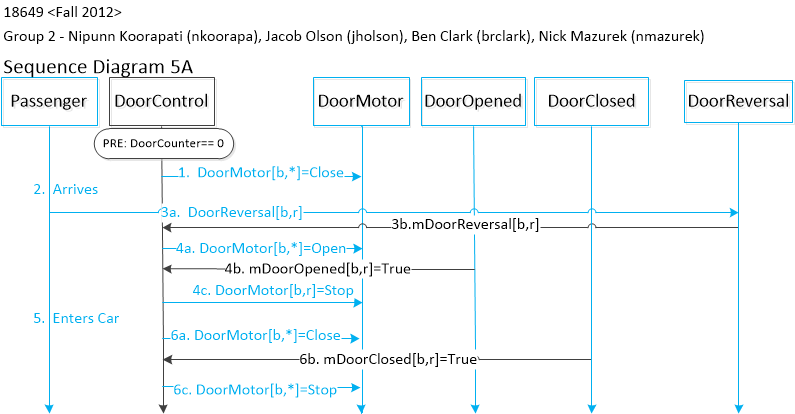 18649 <Fall 2012>
Group 2 - Nipunn Koorapati (nkoorapa), Jacob Olson (jholson), Ben Clark (brclark), Nick Mazurek (nmazurek)
Sequence Diagram 5A
Passenger DoorControl DoorMotor DoorOpened DoorClosed DoorReversal
PRE: DoorCounter== 0
1. DoorMotor[b,*]=Close
2. Arrives
3a. DoorReversal[b,r]
3b.mDoorReversal[b,r]
4a. DoorMotor[b,*]=Open
4b. mDoorOpened[b,r]=True
4c. DoorMotor[b,r]=Stop
5. Enters Car
6a. DoorMotor[b,*]=Close
6b. mDoorClosed[b,r]=True
6c. DoorMotor[b,*]=Stop